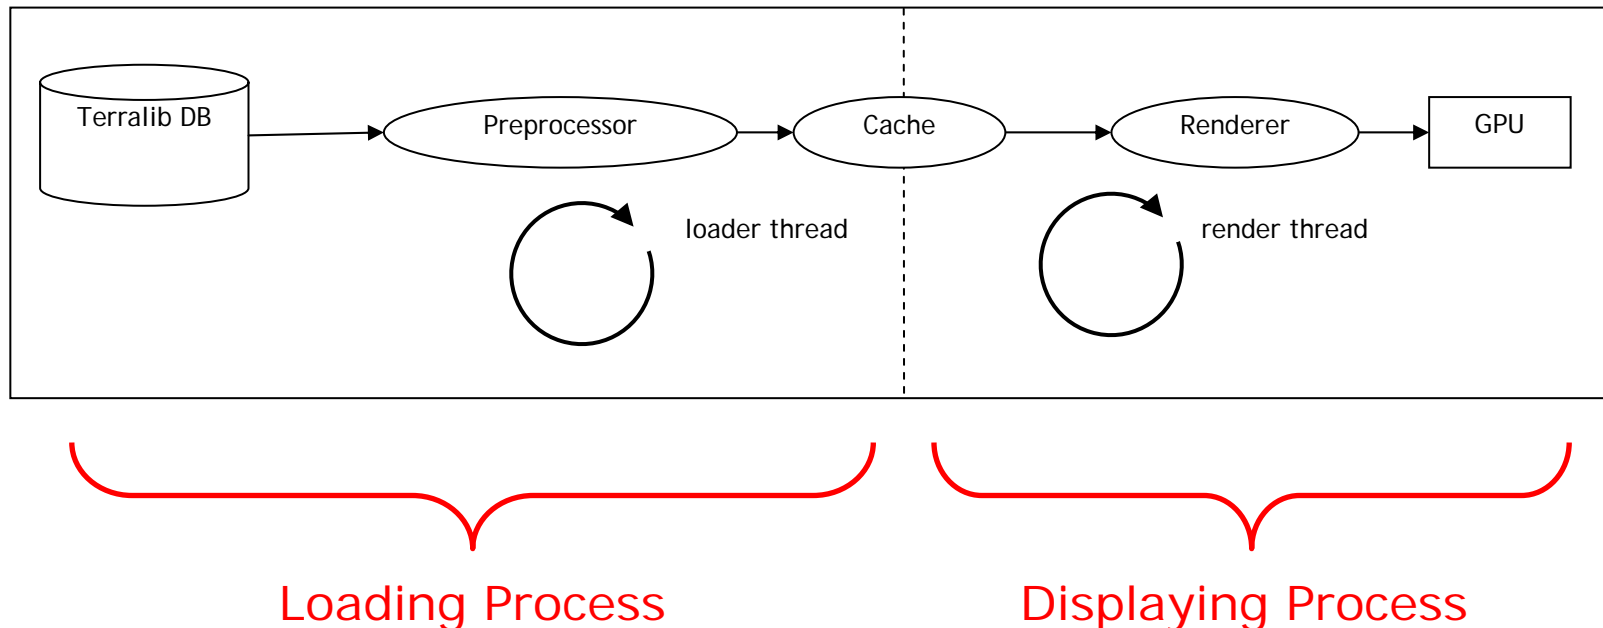 Terralib DB
Preprocessor
Cache
Renderer
GPU
loader thread
render thread
Loading Process
Displaying Process